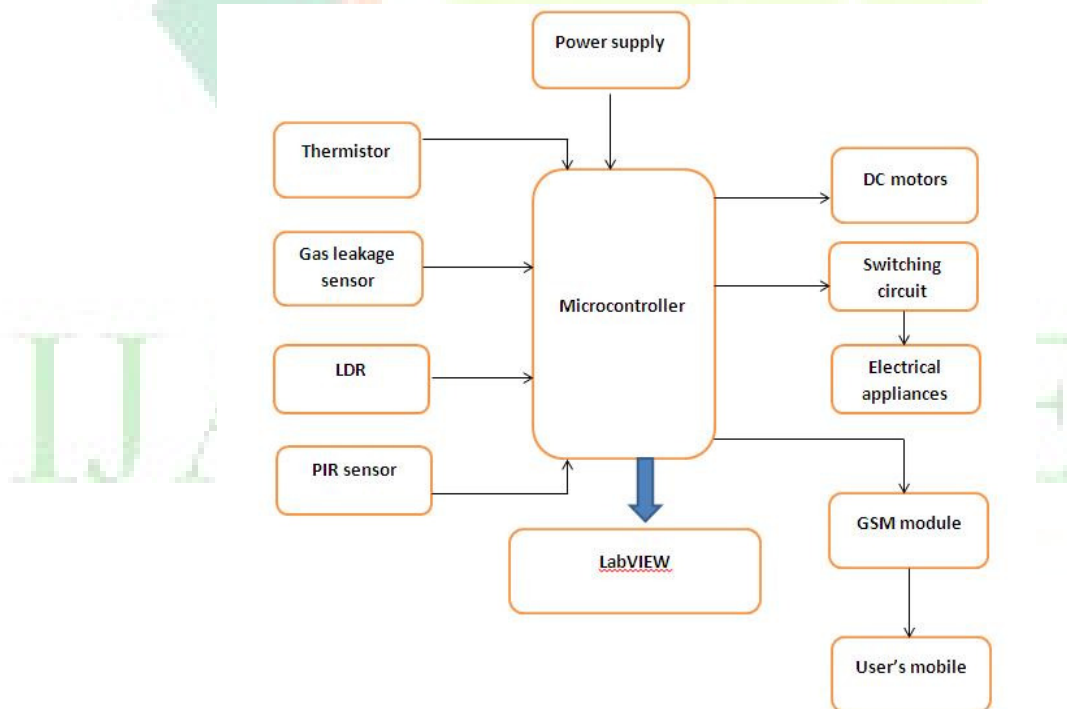 Power supply
Thermistor
DC motors
Gas leakage
sensor
Switching
circuit
Microcontroller
LDR
Electrical
appliances
PIR sensor
GSM module
LabVIEW
User's mobile